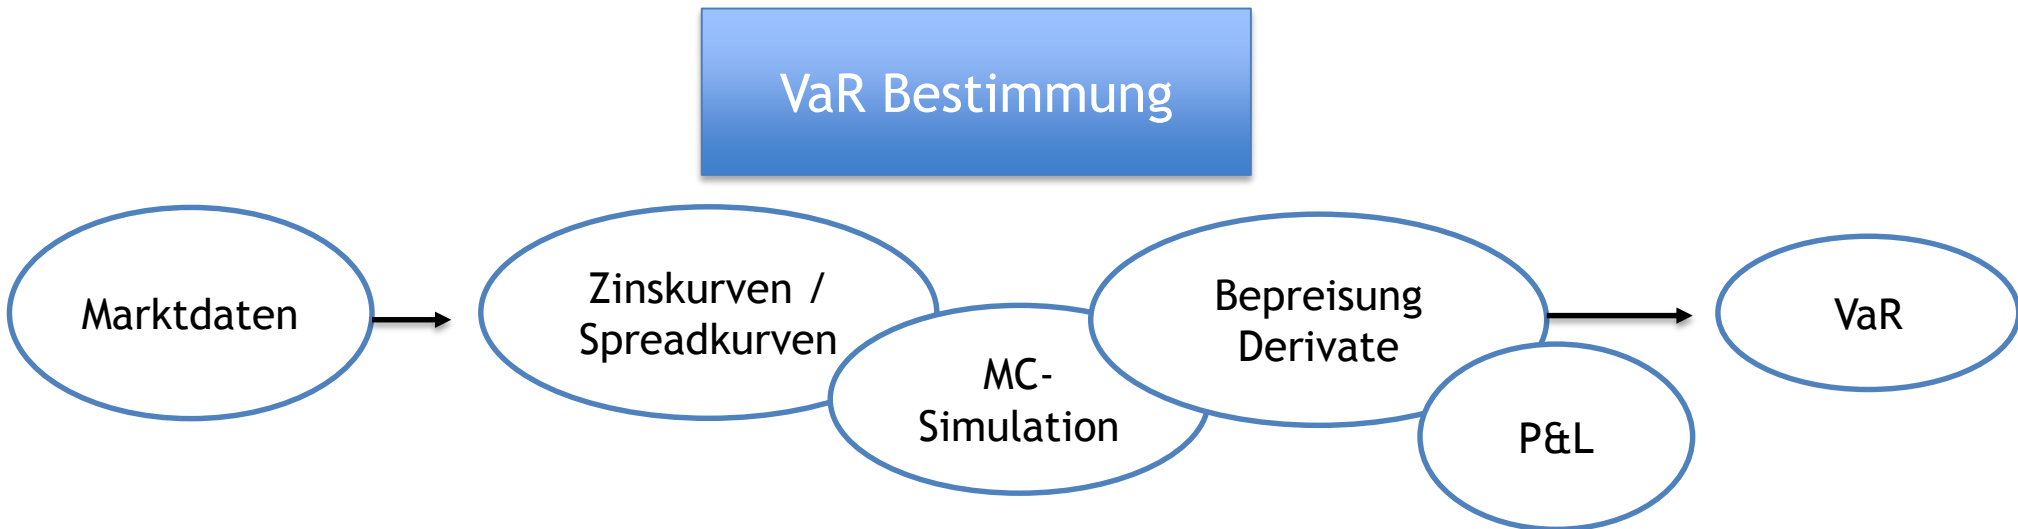 VaR Bestimmung
Marktdaten
Zinskurven /
Spreadkurven
MC-
Simulation
Bepreisung
Derivate
P&L
VaR